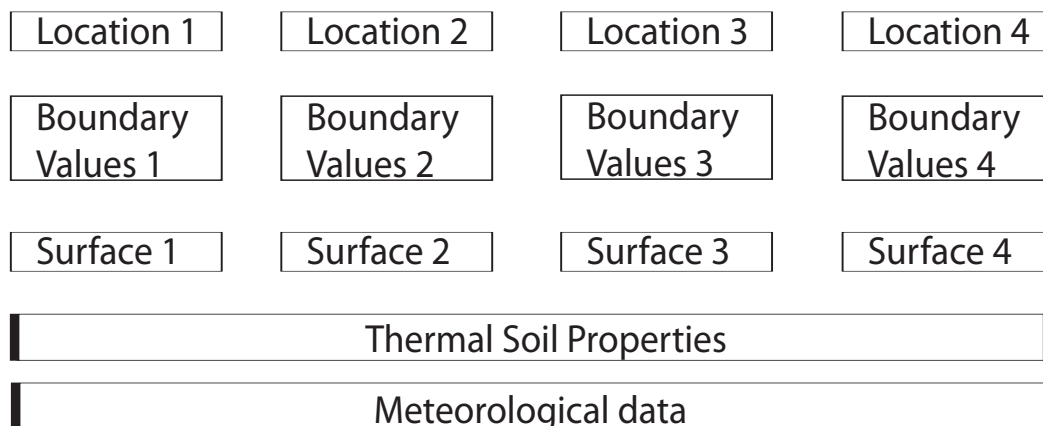 Location 1 Location 2 Location 3 Location 4
Boundary Boundary Boundary Boundary
Values 1 Values 2 Values 3 Values 4
Surface 1 Surface 2 Surface 3 Surface 4
Thermal Soil Properties
Meteorological data